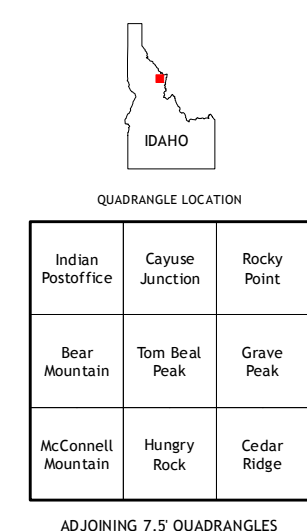 IDAHO
QUADRANGLE LOCATION
Indian
Postoffice
Cayuse
Junction
Rocky
Point
Bear
Mountain
Tom Beal
Peak
Grave
Peak
McConnell
Mountain
Hungry
Rock
Cedar
Ridge
ADJOINING 7.5' QUADRANGLES